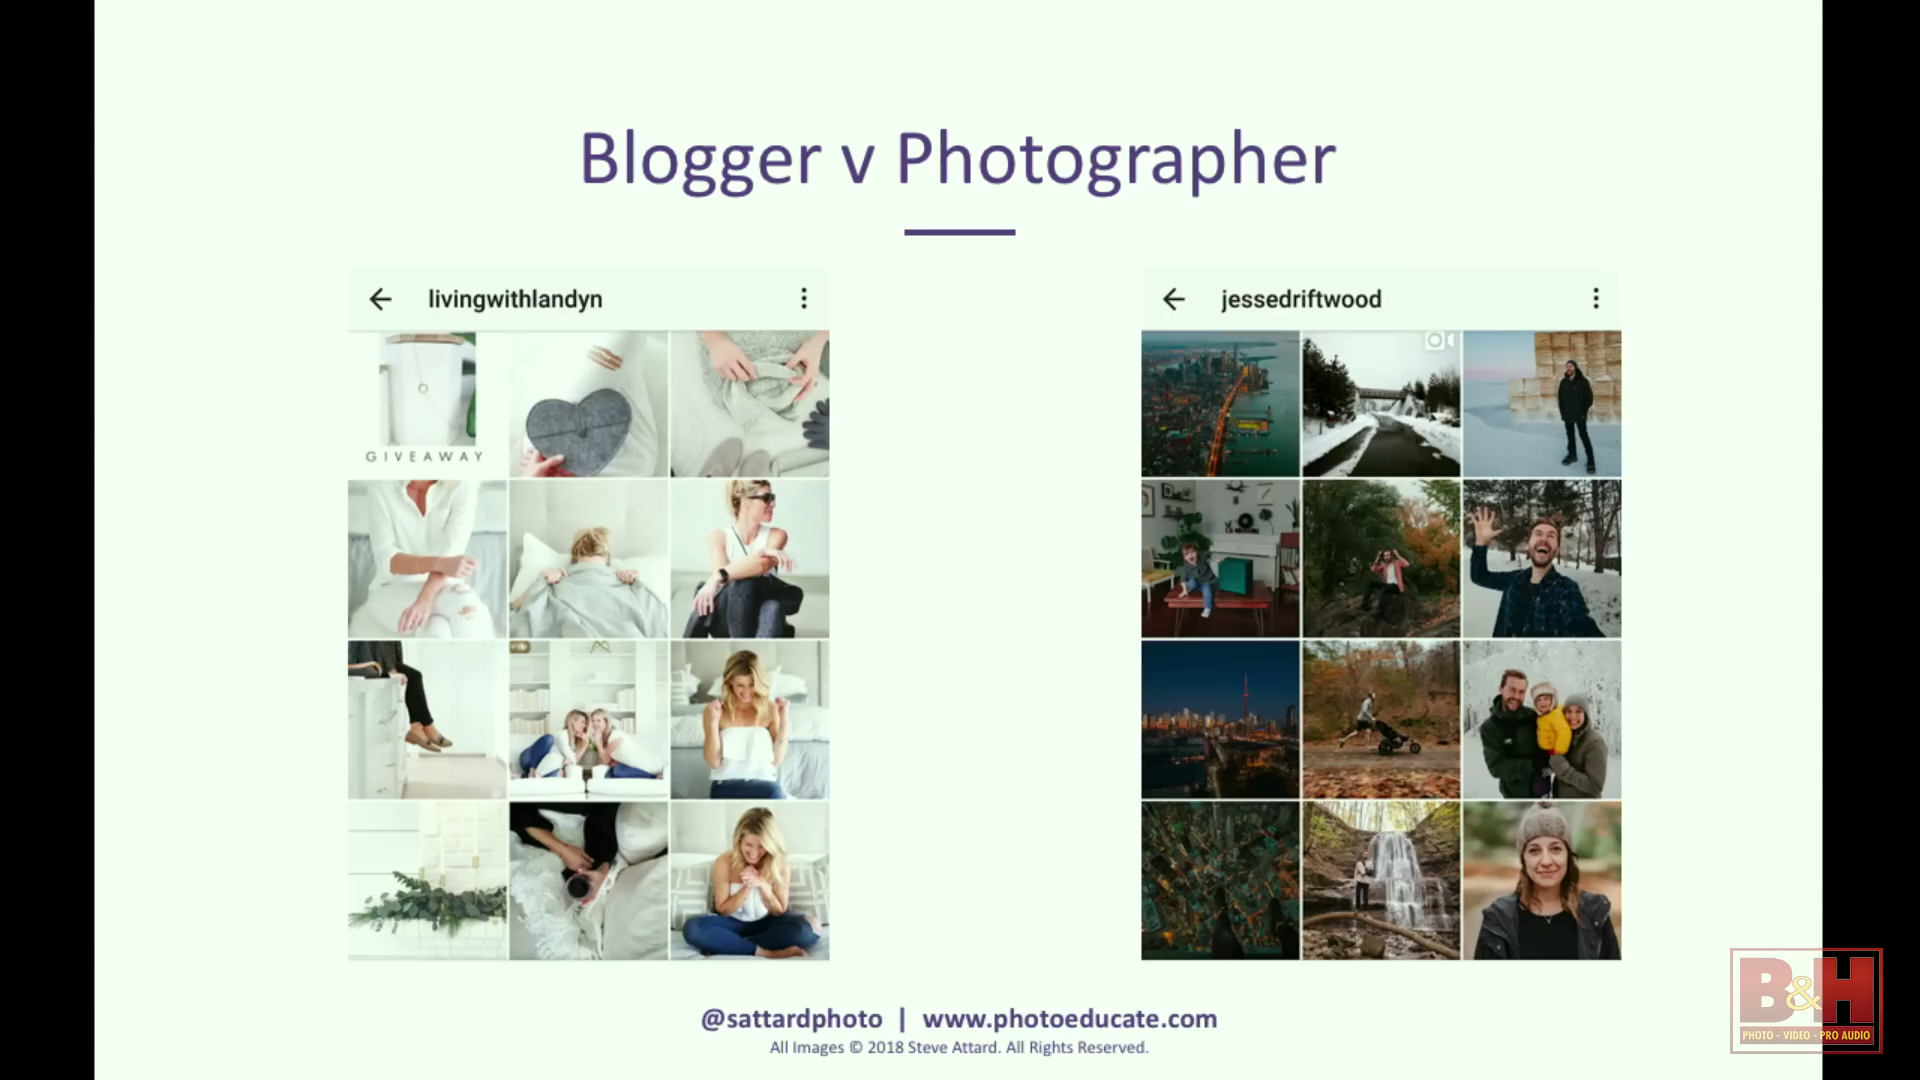 Blogger v Photographer
livingwithlandyn
jessedriftwood
GIVEAWAY
@sattardphoto | www.photoeducate.com
All Images © 2018 Steve Attard. All Rights Reserved.
B&H
PHOTO - VIDEO - PRO AUDIO